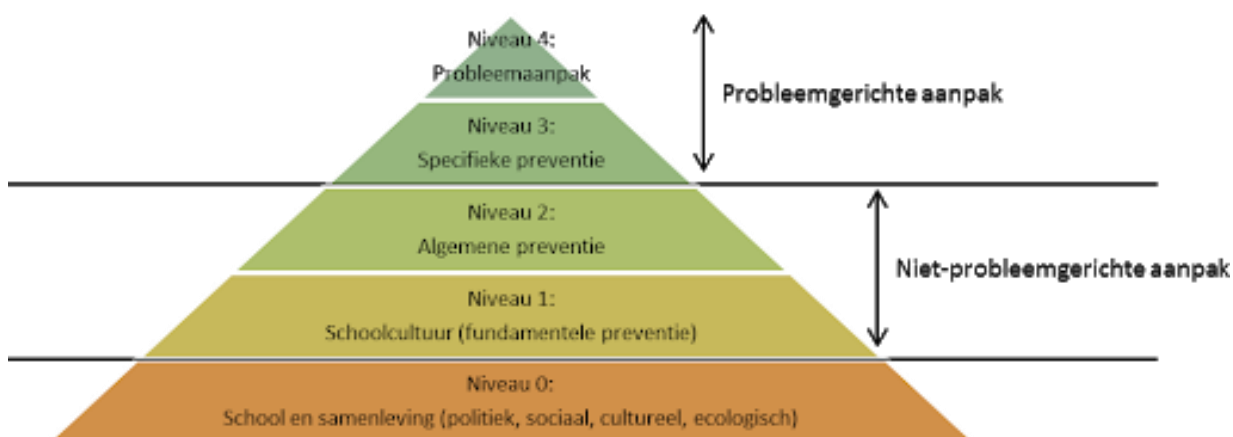 Niveau 4:
Probleemaanpak
Probleemgerichte aanpak
Niveau 3:
Specifieke preventie
Niveau 2:
Algemene preventie
Niet-probleemgerichte aanpak
Niveau 1:
Schoolcultuur (fundamentele preventie)
Niveau 0:
School en samenleving (politiek, sociaal, cultureel, ecologisch)